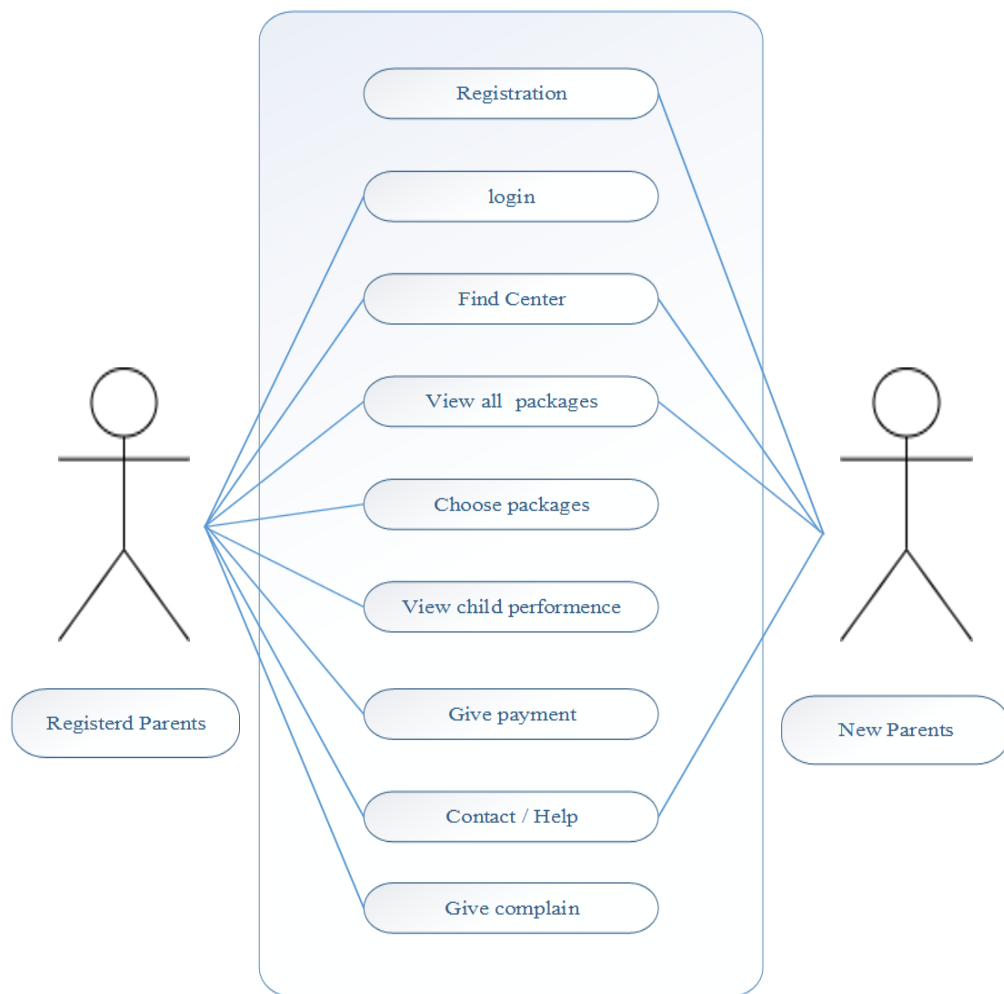 Registration
login
Find Center
View all packages
Choose packages
View child performence
Registerd Parents
Give payment
New Parents
Contact / Help
Give complain